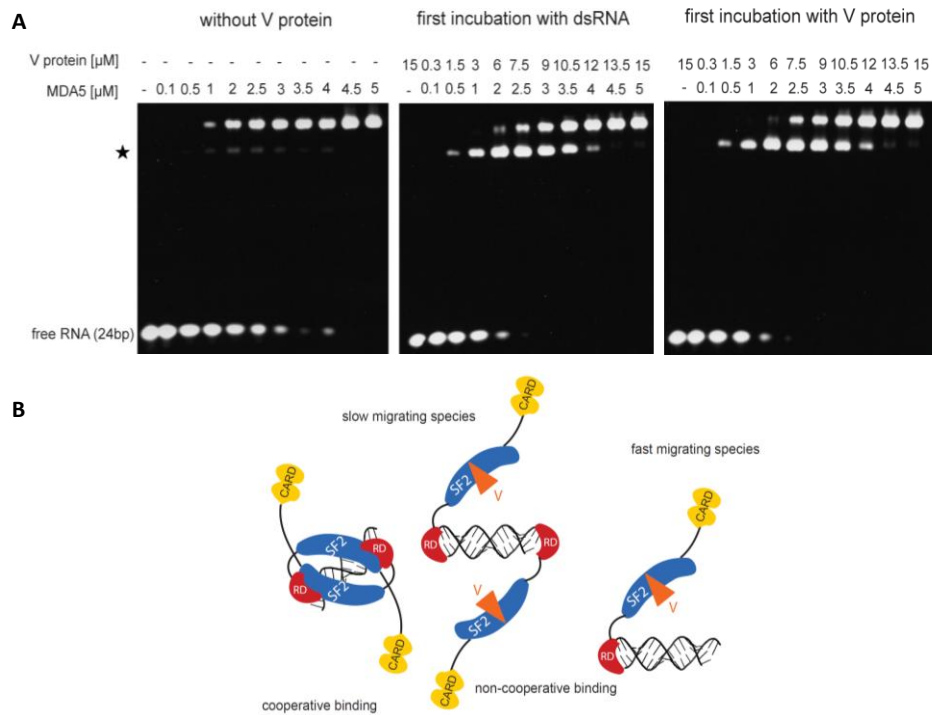 A
without V protein
first incubation with dsRNA
first incubation with V protein
V protein [µM] - - - - - - - - - - - 15 0.3 1.5 3 6 7.5 9 10.5 12 13.5 15 15 0.3 1.5 3 6 7.5 9 10.5 12 13.5 15
MDA5 [µM] - 0.1 0.5 1 2 2.5 3 3.5 4 4.5 5 - 0.1 0.5 1 2 2.5 3 3.5 4 4.5 5 - 0.1 0.5 1 2 2.5 3 3.5 4 4.5 5
★
free RNA (24bp)
B
slow migrating species
fast migrating species
CARD
SF2
V
RD
RD
CARD
SF2
RD
RD
SF2
CARD
V
SF2
CARD
CARD
SF2
V
RD
cooperative binding
non-cooperative binding